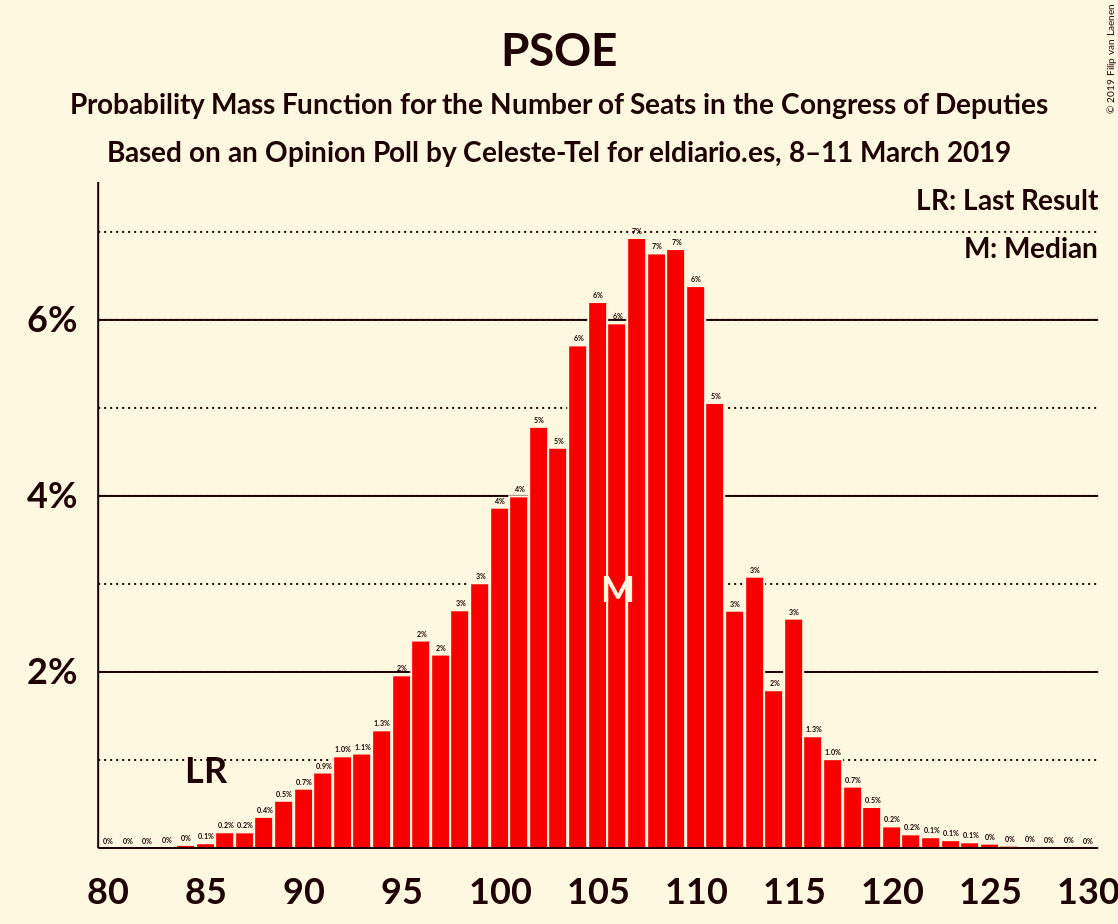 PSOE
Probability Mass Function for the Number of Seats in the Congress of Deputies
Based on an Opinion Poll by Celeste-Tel for eldiario.es, 8–11 March 2019
© 2019 Filip van Laenen
LR: Last Result
M: Median
6%
4%
2%
0% 0% 0% 0% 0% 0.1% 0.2% 0.2% 0.4% 0.5% 0.7% 0.9% 1.0% 1.1% 1.3% 2% 2% 2% 3% 3% 4% 4% 5% 5% 6% 6% 6% 7% 7% 7% 6% 5% 3% 3% 2% 3% 1.3% 1.0% 0.7% 0.5% 0.2% 0.2% 0.1% 0.1% 0.1% 0% 0% 0% 0% 0% 0%
M
LR
80 85 90 95 100 105 110 115 120 125 130